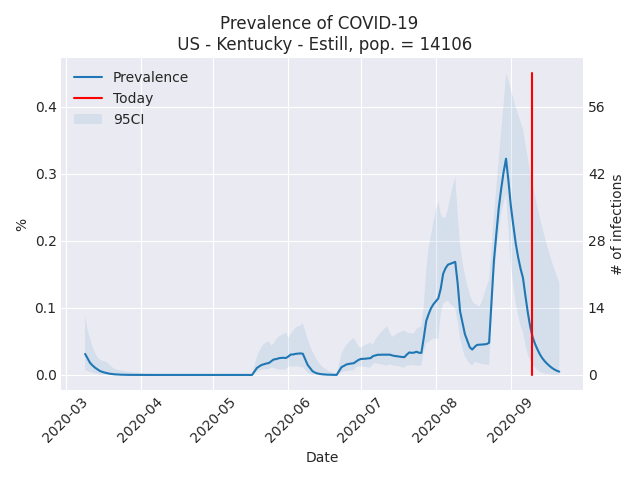 Prevalence of COVID-19
US - Kentucky - Estill, pop. = 14106
Prevalence
Today
95CI
0.4
0.3
0.2
0.1
0.0
%
56
42
28
14
0
# of infections
2020-03
2020-04
2020-05
2020-06
2020-07
2020-08
2020-09
Date